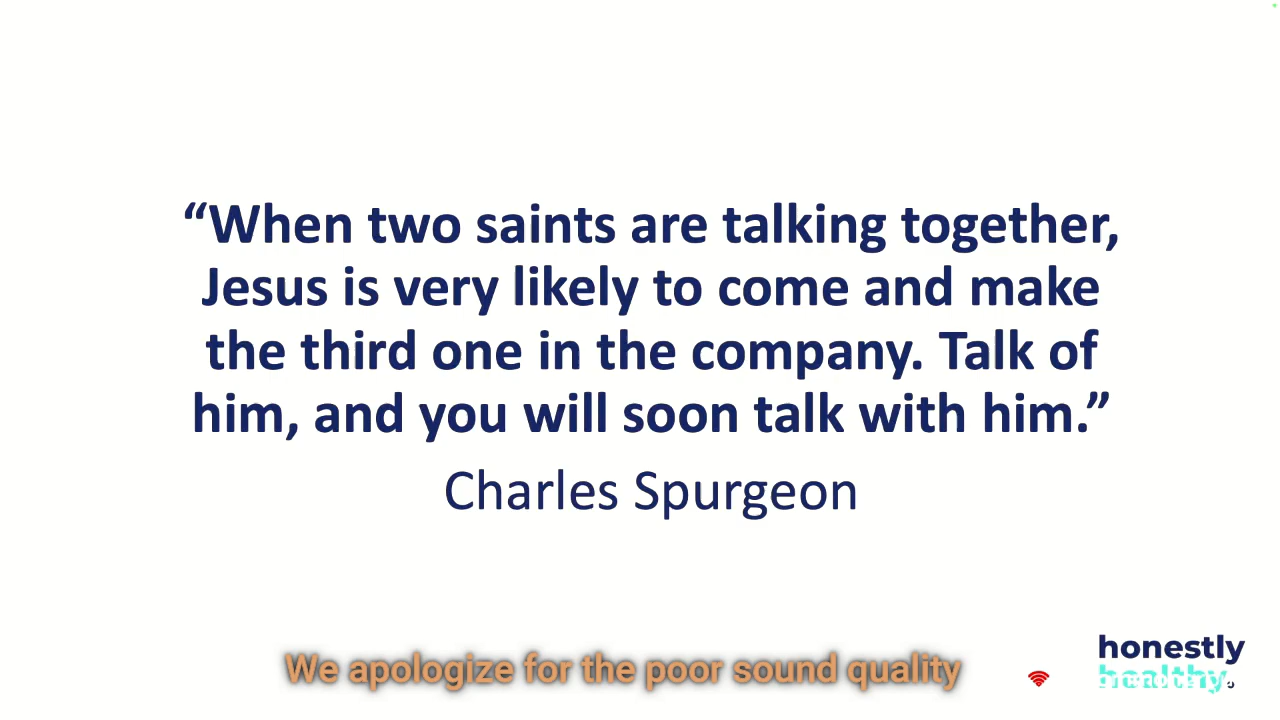 “When two saints are talking together,
Jesus is very likely to come and make
the third one in the company. Talk of
him, and you will soon talk with him.”
Charles Spurgeon
We apologize for the poor sound quality
honestly
healthy.